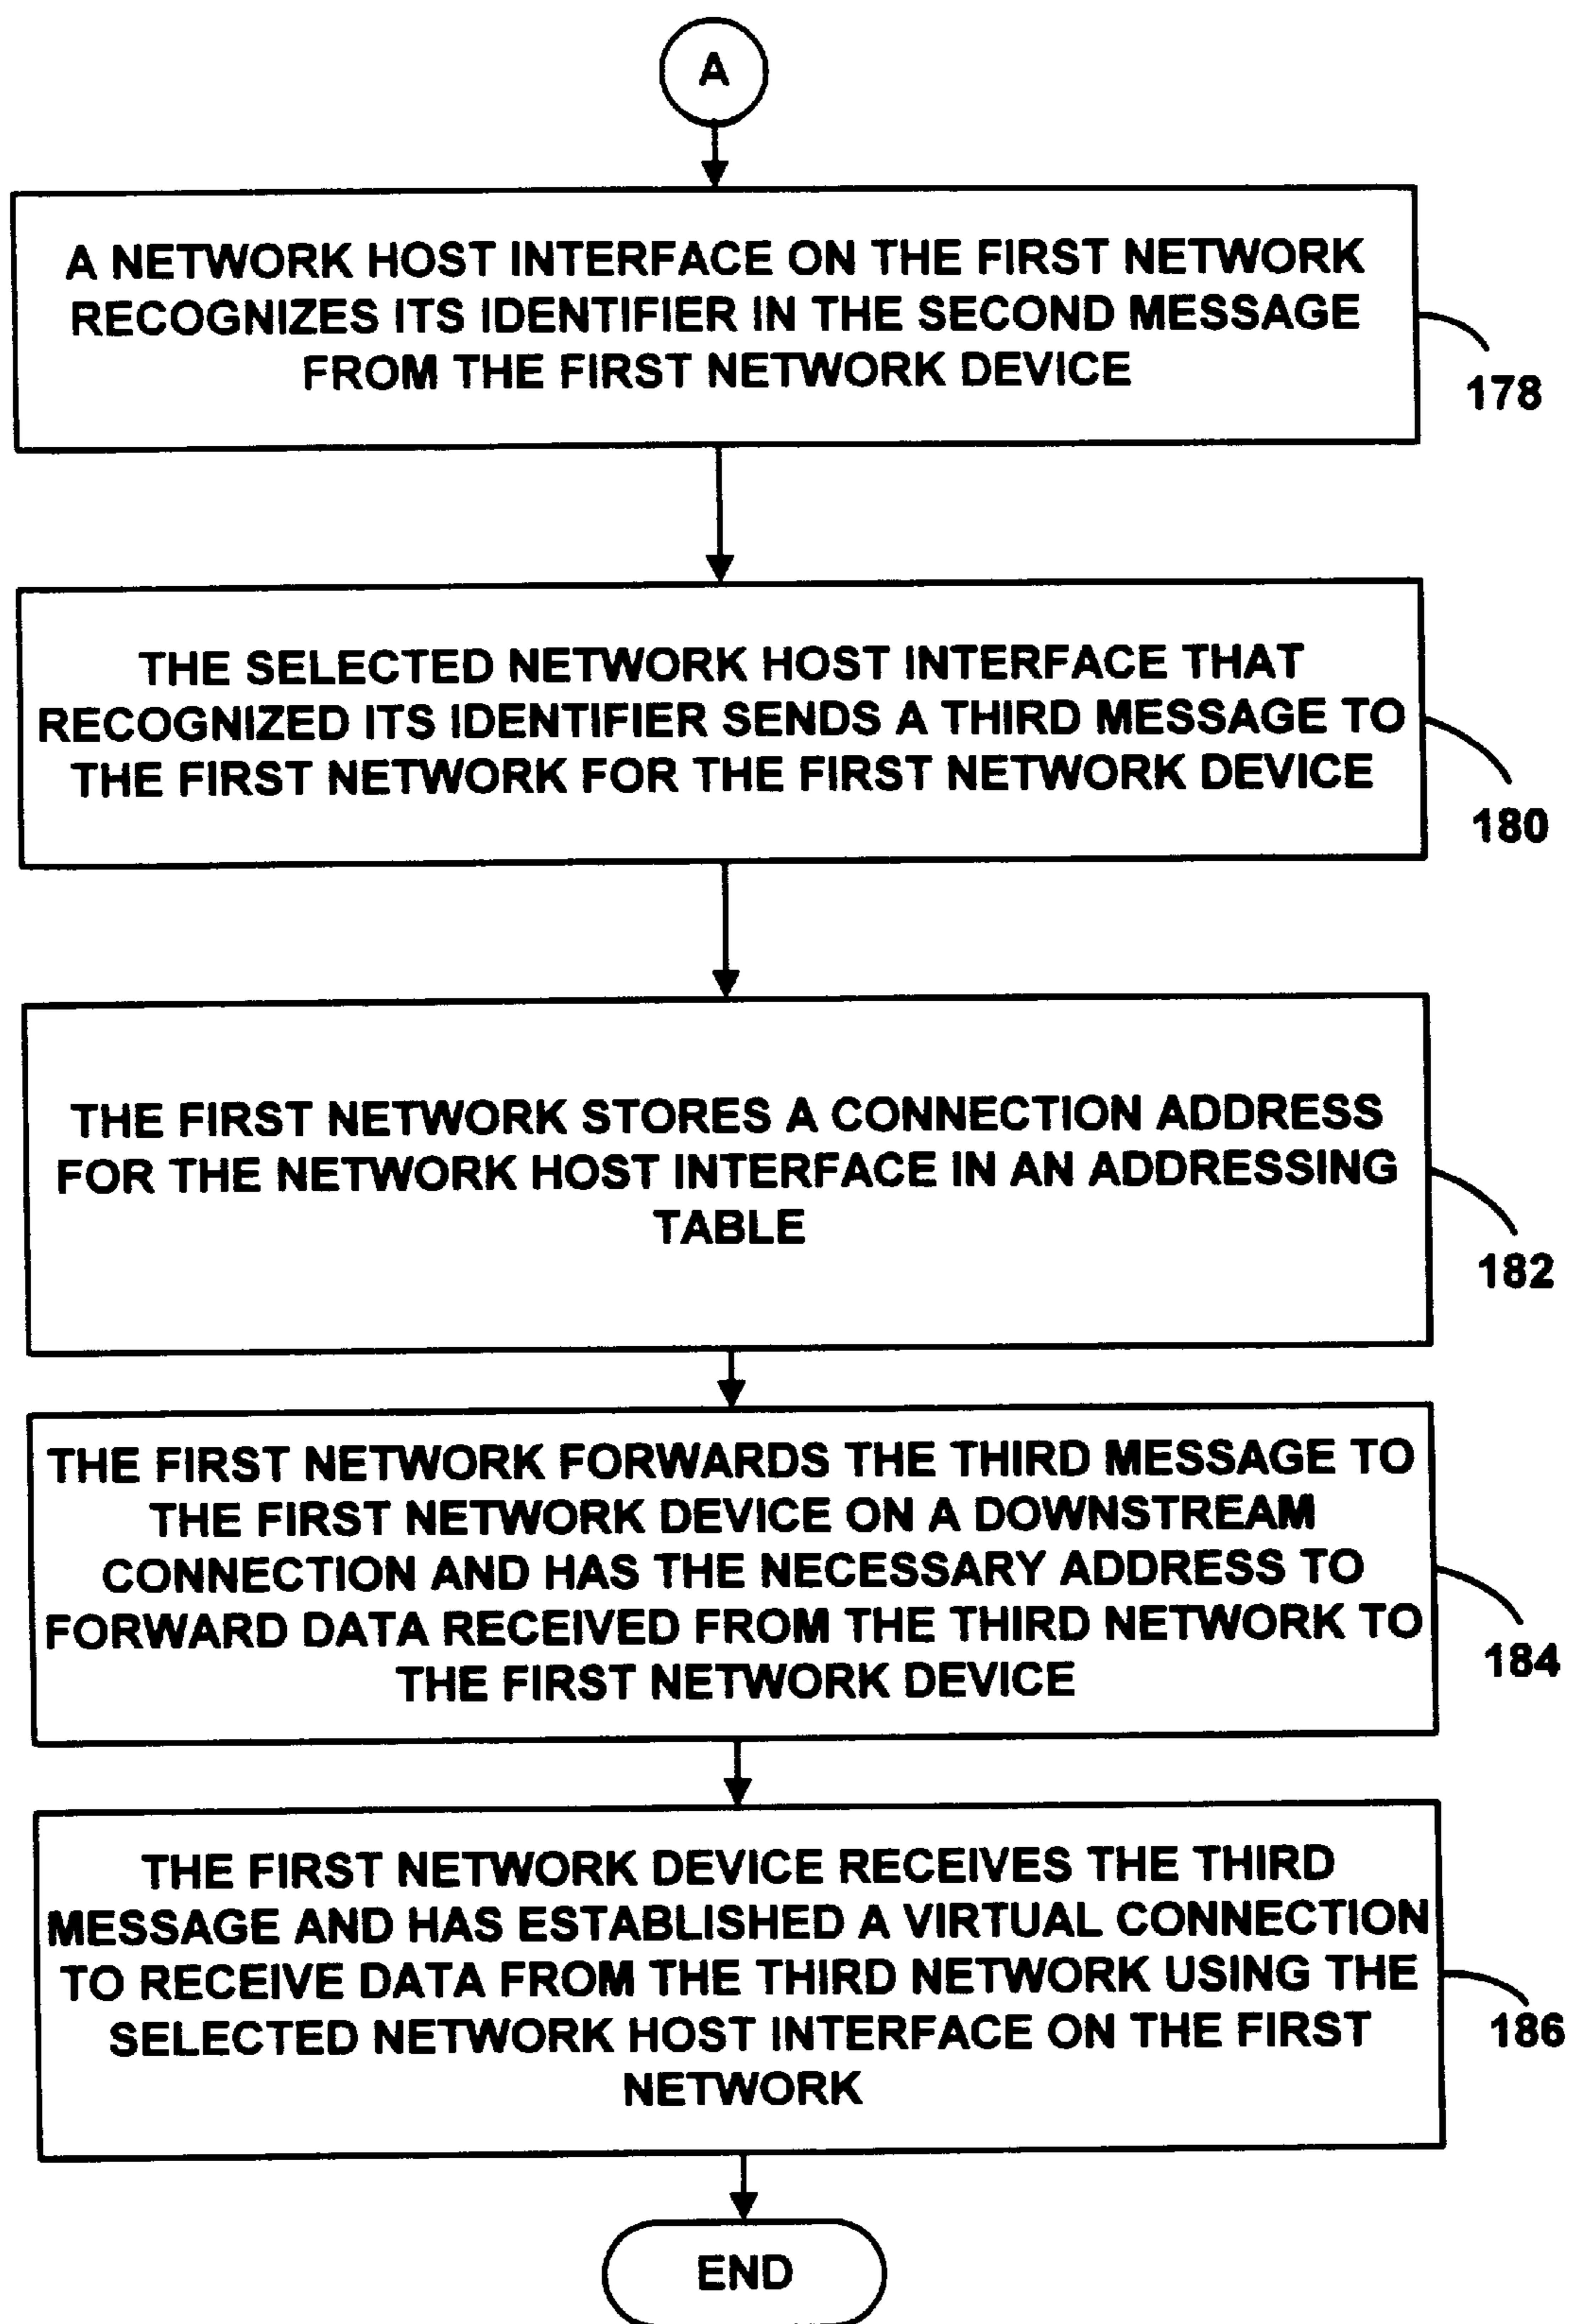 A
A NETWORK HOST INTERFACE ON THE FIRST NETWORK
RECOGNIZES ITS IDENTIFIER IN THE SECOND MESSAGE
FROM THE FIRST NETWORK DEVICE
178
THE SELECTED NETWORK HOST INTERFACE THAT
RECOGNIZED ITS IDENTIFIER SENDS A THIRD MESSAGE TO
THE FIRST NETWORK FOR THE FIRST NETWORK DEVICE
180
THE FIRST NETWORK STORES A CONNECTION ADDRESS
FOR THE NETWORK HOST INTERFACE IN AN ADDRESSING
TABLE
182
THE FIRST NETWORK FORWARDS THE THIRD MESSAGE TO
THE FIRST NETWORK DEVICE ON A DOWNSTREAM
CONNECTION AND HAS THE NECESSARY ADDRESS TO
FORWARD DATA RECEIVED FROM THE THIRD NETWORK TO
THE FIRST NETWORK DEVICE
184
THE FIRST NETWORK DEVICE RECEIVES THE THIRD
MESSAGE AND HAS ESTABLISHED A VIRTUAL CONNECTION
TO RECEIVE DATA FROM THE THIRD NETWORK USING THE
SELECTED NETWORK HOST INTERFACE ON THE FIRST
NETWORK
186
END